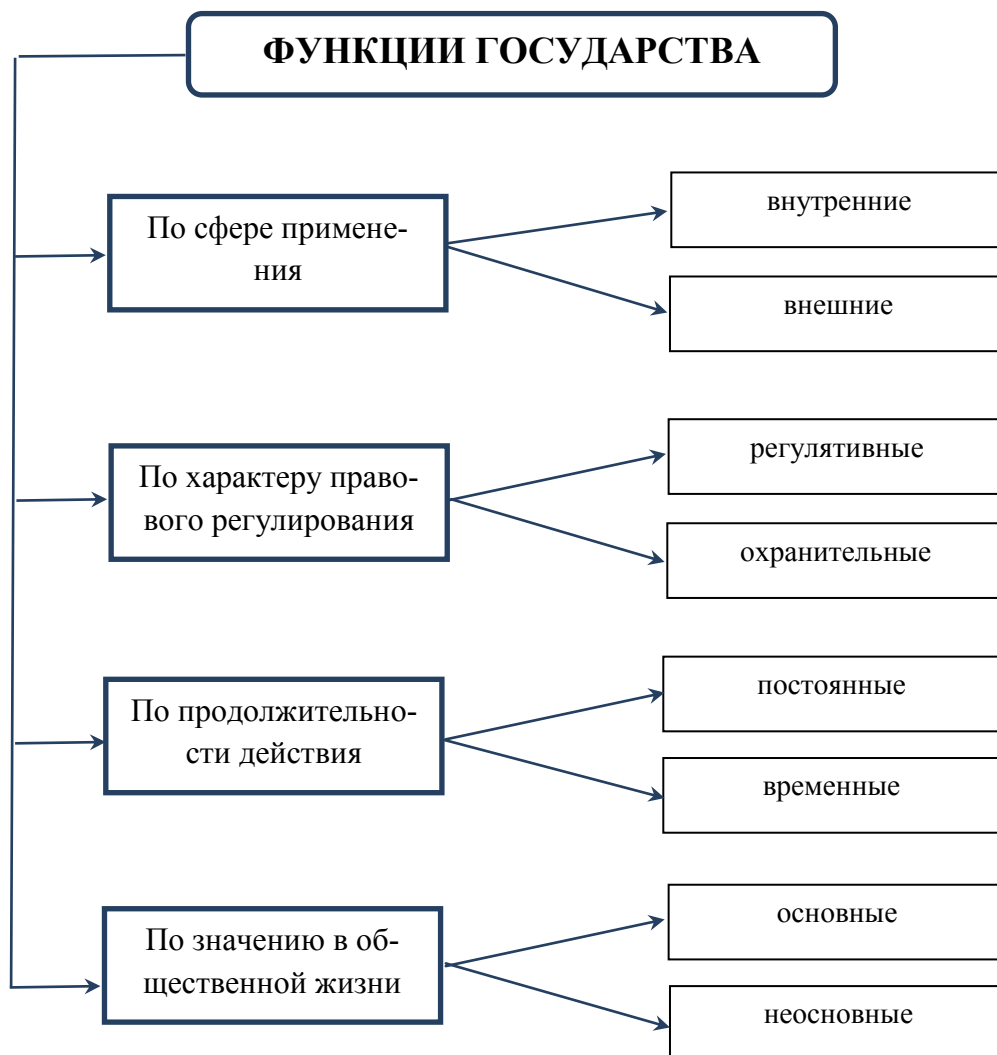 ФУНКЦИИ ГОСУДАРСТВА
По сфере примене-
ния
внутренние
внешние
По характеру право-
вого регулирования
регулятивные
охранительные
По продолжительно-
сти действия
постоянные
временные
По значению в об-
щественной жизни
основные
неосновные